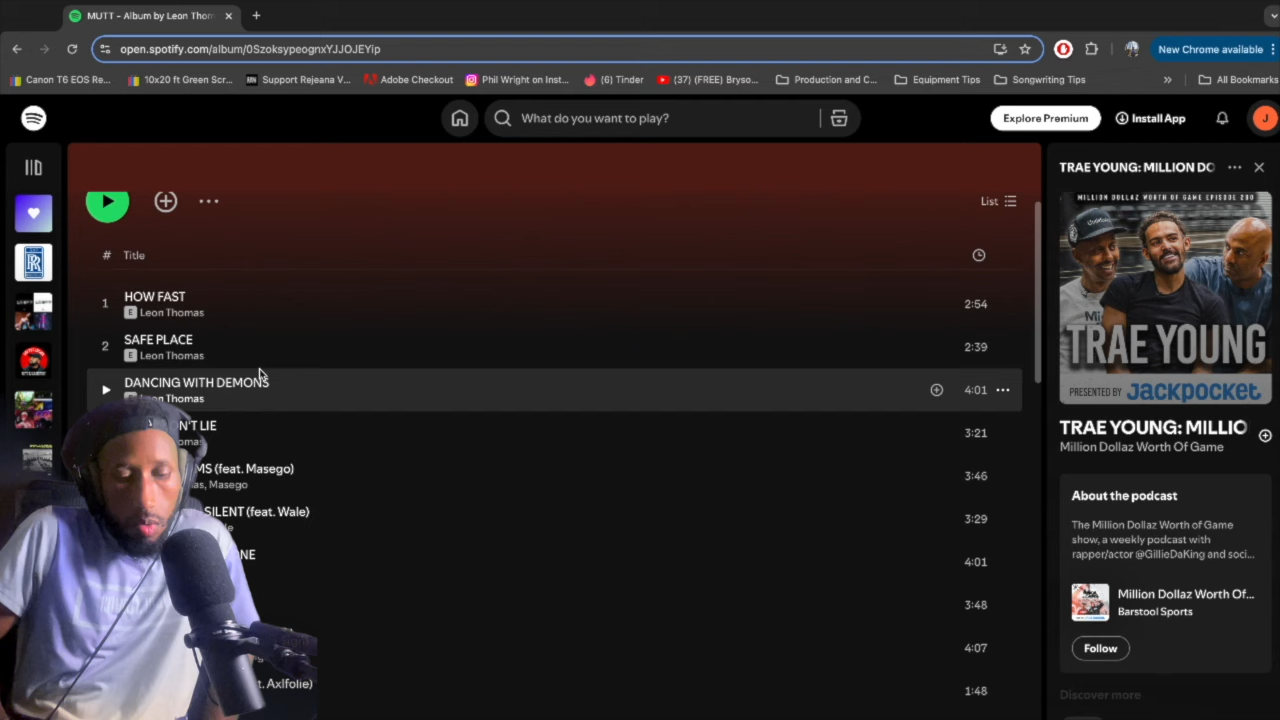 MUTT - Album by Leon Thom
open.spotify.com/album/0SzoksypeognxYJJOJEYip
New Chrome available
Canon T6 EOS Re...
10x20 ft Green Scr...
Support Rejeana V...
Adobe Checkout
Phil Wright on Inst...
(6) Tinder
(37) (FREE) Bryso...
Production and C...
Equipment Tips
Songwriting Tips
All Bookmarks
What do you want to play?
Explore Premium
Install App
J
List
# Title
1 HOW FAST 2:54
E Leon Thomas
2 SAFE PLACE 2:39
E Leon Thomas
DANCING WITH DEMONS 4:01
Leon Thomas
N'T LIE 3:21
omas
MS (feat. Masego) 3:46
as, Masego
SILENT (feat. Wale) 3:29
le
NE 4:01
3:48
4:07
t. Axlfolie) 1:48
TRAE YOUNG: MILLION DO
MILLION DOLLAZ WORTH OF GAME EPISODE 280
TRAE YOUNG
PRESENTED BY JACKPOCKET
TRAE YOUNG: MILLIO
Million Dollaz Worth Of Game
About the podcast
The Million Dollaz Worth of Game
show, a weekly podcast with
rapper/actor @GillieDaKing and soci...
Million Dollaz Worth Of...
Barstool Sports
Follow
Discover more